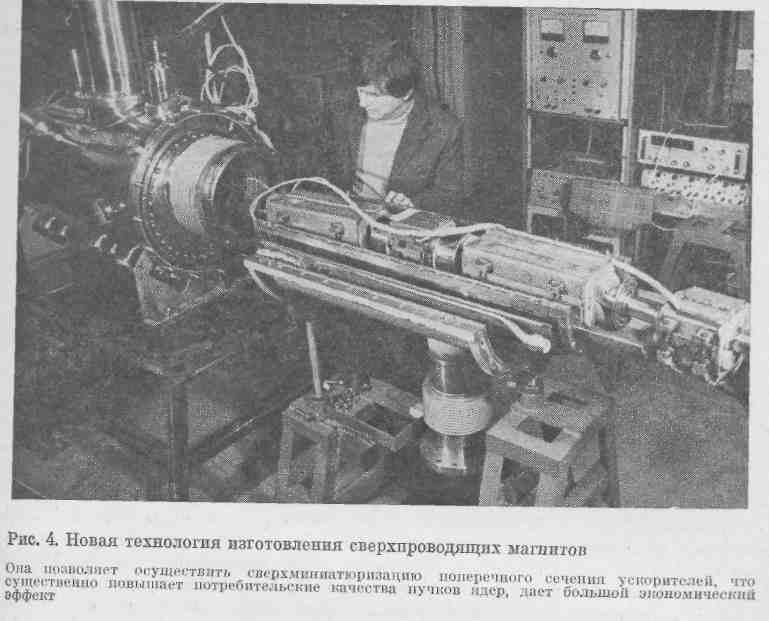 Рис. 4. Новая технология изготовления сверхпроводящих магнитов
Она позволяет осуществить сверхминиатюризацию поперечного сечения ускорителей, что
существенно повышает потребительские качества пучков ядер, дает большой экономический
эффект